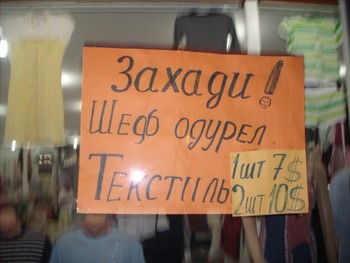 Захади!
Шеф одурел
Текстиль
1шт 7$
2шт 10$